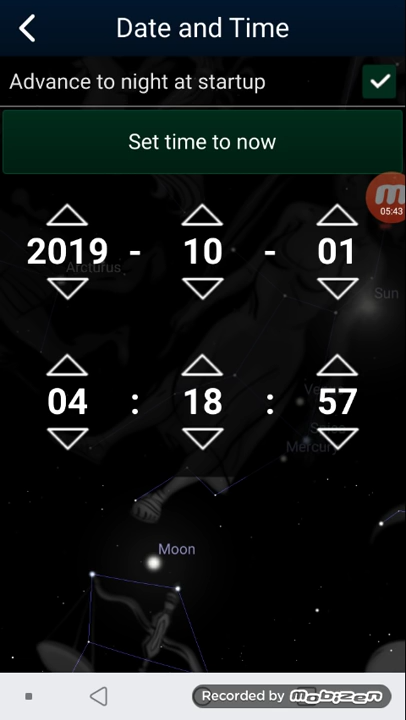 Date and Time
Advance to night at startup
Set time to now
05:43
2019 - 10 - 01
Arcturus
Sun
04 : 18 : 57
Spica
Mercury
Moon
Recorded by mobizen